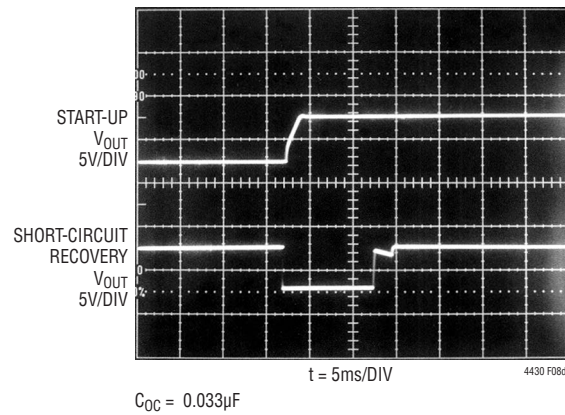 START-UP
VOUT
5V/DIV
SHORT-CIRCUIT
RECOVERY
VOUT
5V/DIV
t = 5ms/DIV
4430 F08d
COC = 0.033µF